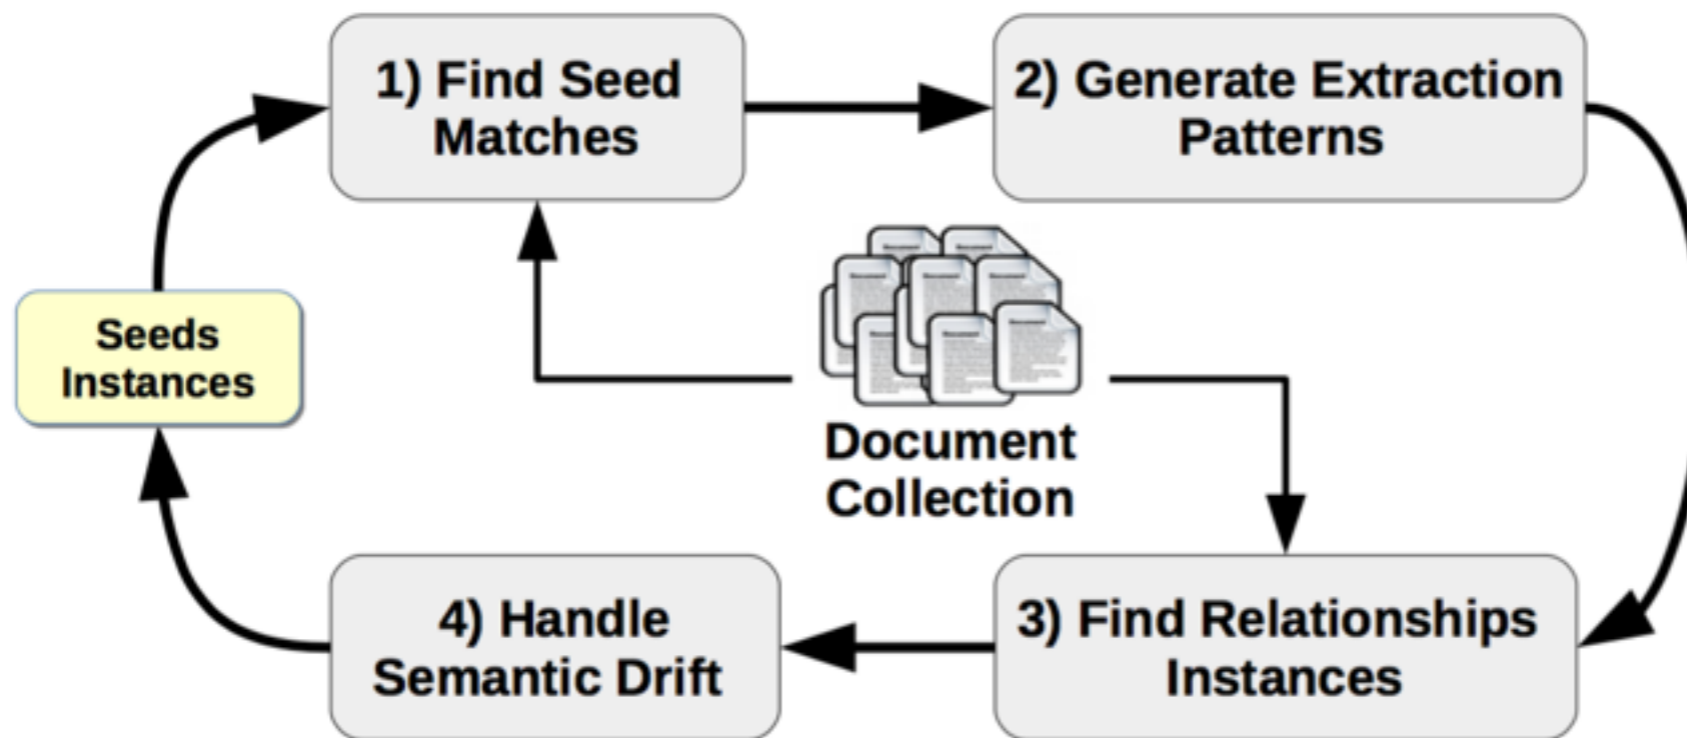 1) Find Seed
Matches
2) Generate Extraction
Patterns
Seeds
Instances
Document
Collection
4) Handle
Semantic Drift
3) Find Relationships
Instances